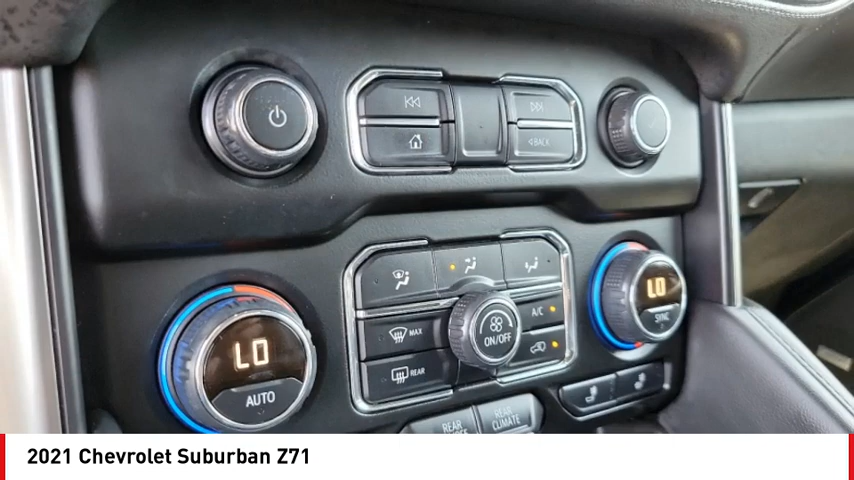 BACK
LO
AUTO
MAX
REAR
ON/OFF
A/C
LO
SYNC
REAR
REAR
CLIMATE
2021 Chevrolet Suburban Z71